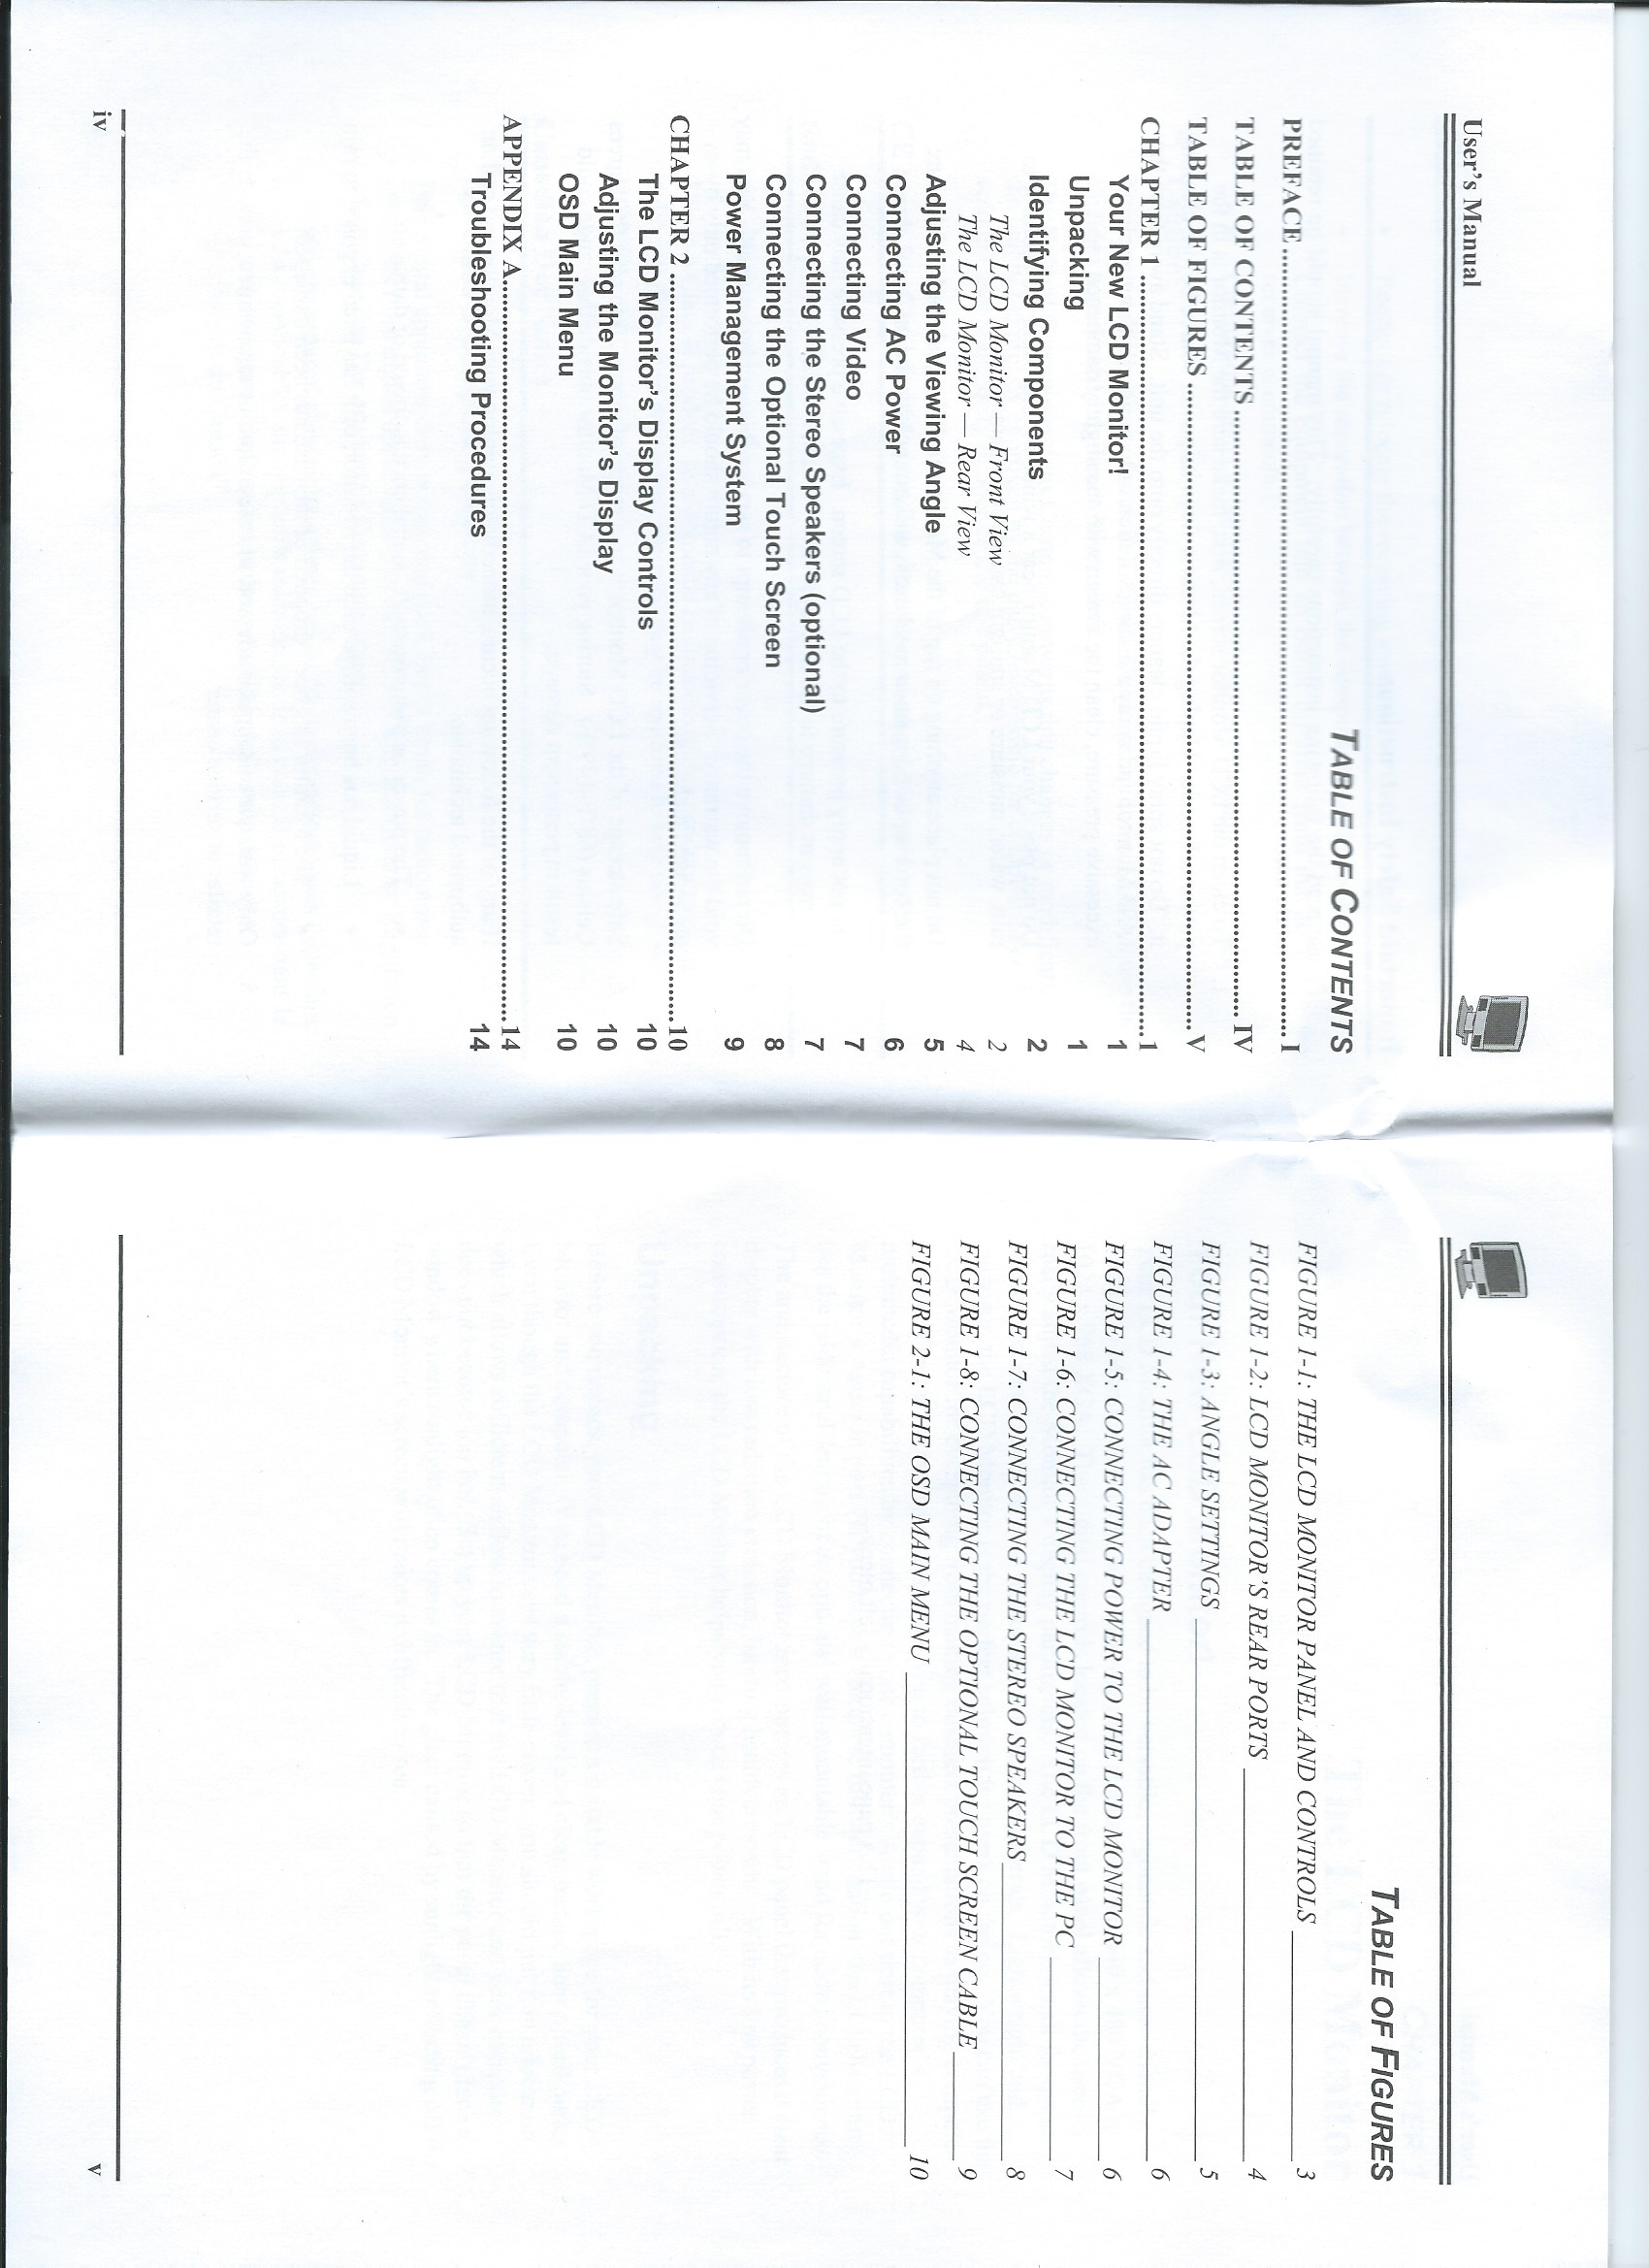 User's Manual
TABLE OF CONTENTS
PREFACE....................I
TABLE OF CONTENTS....................IV
TABLE OF FIGURES....................V
CHAPTER 1....................1
Your New LCD Monitor! 1
Unpacking 1
Identifying Components 2
The LCD Monitor — Front View 2
The LCD Monitor — Rear View 4
Adjusting the Viewing Angle 5
Connecting AC Power 6
Connecting Video 7
Connecting the Stereo Speakers (optional) 7
Connecting the Optional Touch Screen 8
Power Management System 9
CHAPTER 2....................10
The LCD Monitor's Display Controls 10
Adjusting the Monitor's Display 10
OSD Main Menu 10
APPENDIX A....................14
Troubleshooting Procedures 14
iv
TABLE OF FIGURES
FIGURE 1-1: THE LCD MONITOR PANEL AND CONTROLS 3
FIGURE 1-2: LCD MONITOR'S REAR PORTS 4
FIGURE 1-3: ANGLE SETTINGS 5
FIGURE 1-4: THE AC ADAPTER 6
FIGURE 1-5: CONNECTING POWER TO THE LCD MONITOR 6
FIGURE 1-6: CONNECTING THE LCD MONITOR TO THE PC 7
FIGURE 1-7: CONNECTING THE STEREO SPEAKERS 8
FIGURE 1-8: CONNECTING THE OPTIONAL TOUCH SCREEN CABLE 9
FIGURE 2-1: THE OSD MAIN MENU 10
v